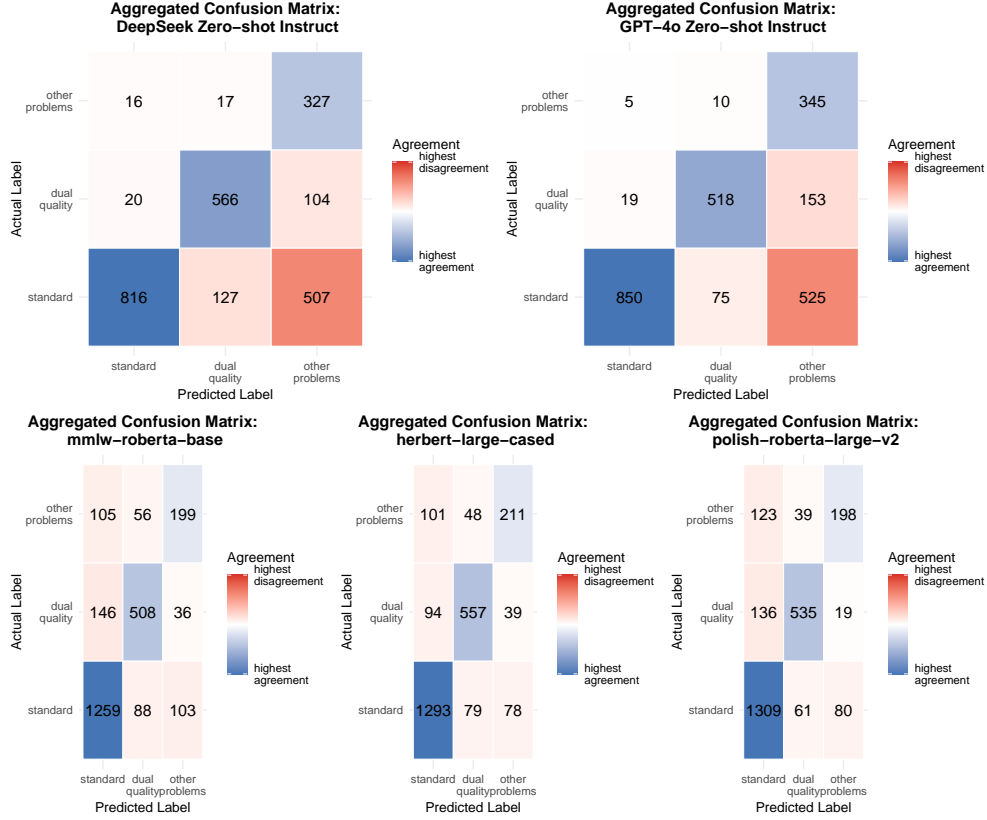 Aggregated Confusion Matrix:
DeepSeek Zero−shot Instruct
other
problems
16 17 327
dual
quality
20 566 104
standard
816 127 507
Actual Label
standard
dual
quality
other
problems
Predicted Label
Agreement
highest
disagreement
highest
agreement
Aggregated Confusion Matrix:
GPT−4o Zero−shot Instruct
other
problems
5 10 345
dual
quality
19 518 153
standard
850 75 525
Actual Label
standard
dual
quality
other
problems
Predicted Label
Agreement
highest
disagreement
highest
agreement
Aggregated Confusion Matrix:
mmlw−roberta−base
other
problems
105 56 199
dual
quality
146 508 36
standard
1259 88 103
Actual Label
standard dual other
quality problems
Predicted Label
Agreement
highest
disagreement
highest
agreement
Aggregated Confusion Matrix:
herbert−large−cased
other
problems
101 48 211
dual
quality
94 557 39
standard
1293 79 78
Actual Label
standard dual other
quality problems
Predicted Label
Agreement
highest
disagreement
highest
agreement
Aggregated Confusion Matrix:
polish−roberta−large−v2
other
problems
123 39 198
dual
quality
136 535 19
standard
1309 61 80
Actual Label
standard dual other
quality problems
Predicted Label
Agreement
highest
disagreement
highest
agreement